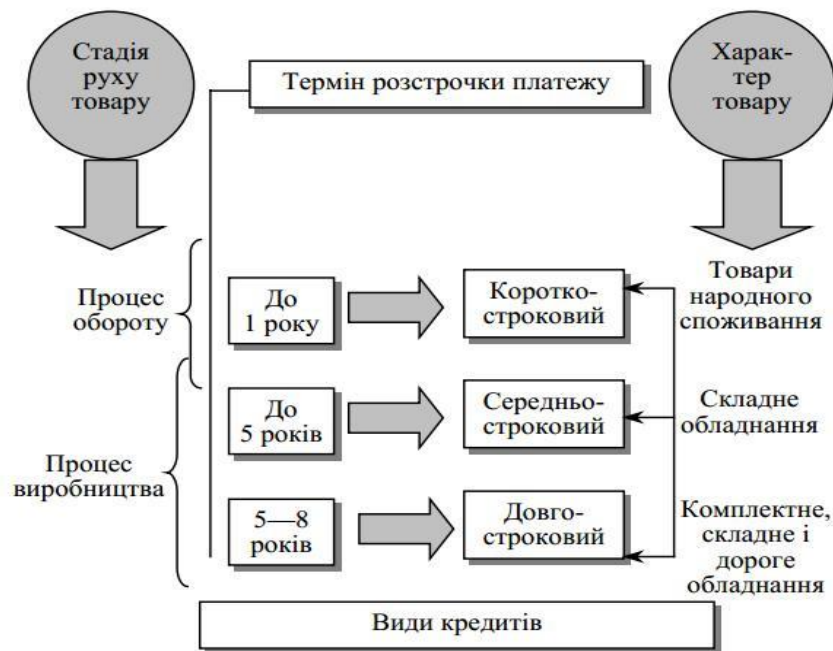 Стадія
руху
товару
Термін розстрочки платежу
Харак-
тер
товару
Процес
обороту
До
1 року
Коротко-
строковий
Товари
народного
споживання
До
5 років
Середньо-
строковий
Складне
обладнання
Процес
виробництва
5—8
років
Довго-
строковий
Комплектне,
складне і
дороге
обладнання
Види кредитів